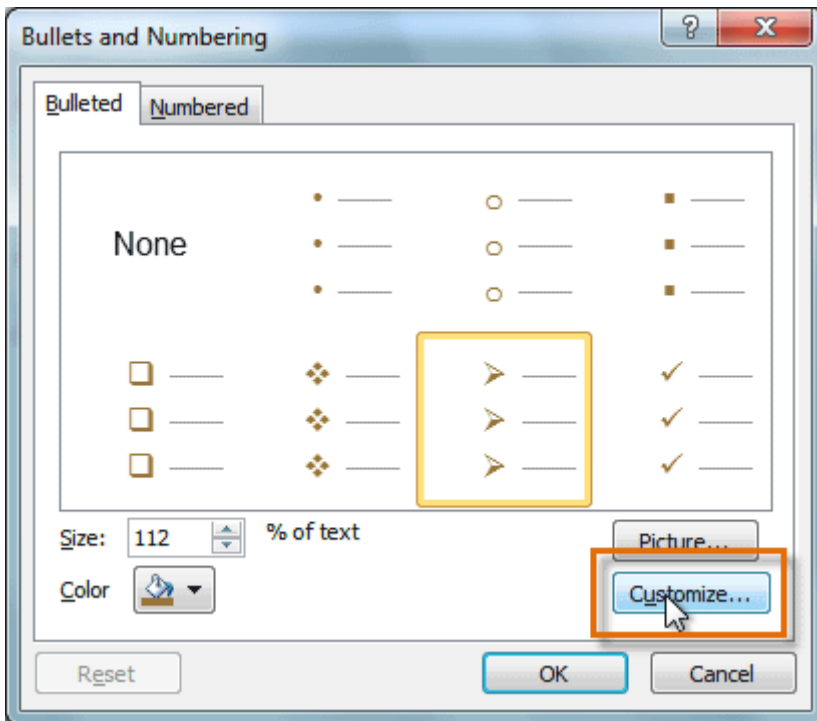 Bullets and Numbering
Bulleted Numbered
None
Size: 112 % of text
Picture...
Color
Customize...
Reset OK Cancel